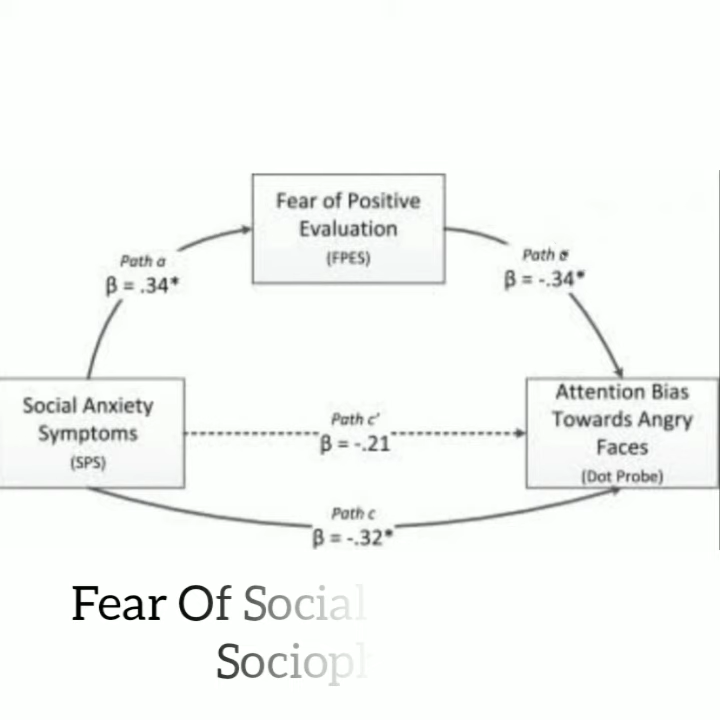 Fear of Positive
Evaluation
(FPES)
Path a
β = .34*
Path
β = -.34*
Social Anxiety
Symptoms
(SPS)
Path c'
β = -.21
Attention Bias
Towards Angry
Faces
(Dot Probe)
Path c
β = -.32*
Fear Of Social
Socioph